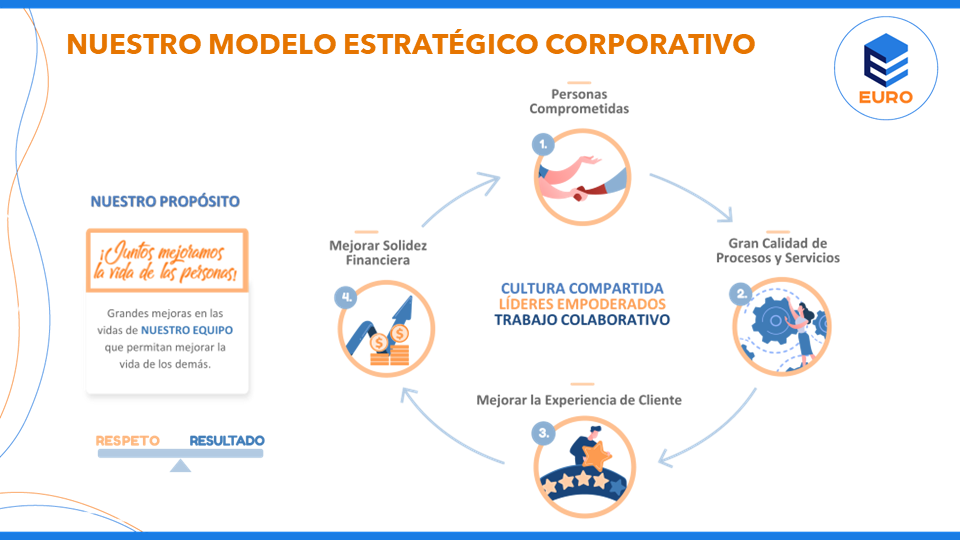 NUESTRO MODELO ESTRATÉGICO CORPORATIVO
EURO
Personas
Comprometidas
1.
NUESTRO PROPÓSITO
¡Juntos mejoramos
la vida de las personas!
Grandes mejoras en las
vidas de NUESTRO EQUIPO
que permitan mejorar la
vida de los demás.
RESPETO RESULTADO
Mejorar Solidez
Financiera
4.
$
$
CULTURA COMPARTIDA
LÍDERES EMPODERADOS
TRABAJO COLABORATIVO
Gran Calidad de
Procesos y Servicios
2.
Mejorar la Experiencia de Cliente
3.